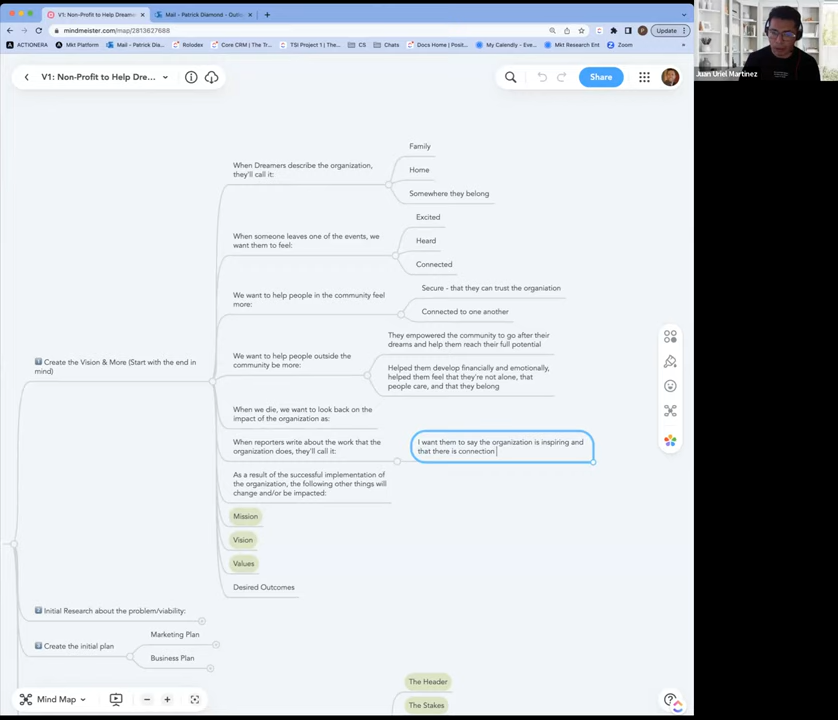 V1: Non-Profit to Help Dreame
Mail - Patrick Diamond - Outlo
mindmeister.com/map/2813627688
Update
ACTIONERA
Mkt Platform
Mail - Patrick Dia...
Rolodex
Core CRM | The Tr...
TSI Project 1 | The...
CS
Chats
Docs Home | Posit...
My Calendly - Eve...
Mkt Research Ent
Zoom
Juan Uriel Martinez
V1: Non-Profit to Help Dre...
Share
When Dreamers describe the organization,
they'll call it:
Family
Home
Somewhere they belong
When someone leaves one of the events, we
want them to feel:
Excited
Heard
Connected
We want to help people in the community feel
more:
Secure - that they can trust the organiation
Connected to one another
We want to help people outside the
community be more:
They empowered the community to go after their
dreams and help them reach their full potential
Helped them develop financially and emotionally,
helped them feel that they're not alone, that
people care, and that they belong
1 Create the Vision & More (Start with the end in
mind)
When we die, we want to look back on the
impact of the organization as:
When reporters write about the work that the
organization does, they'll call it:
I want them to say the organization is inspiring and
that there is connection
As a result of the successful implementation of
the organization, the following other things will
change and/or be impacted:
Mission
Vision
Values
Desired Outcomes
2 Initial Research about the problem/viability:
3 Create the initial plan
Marketing Plan
Business Plan
The Header
The Stakes
Mind Map